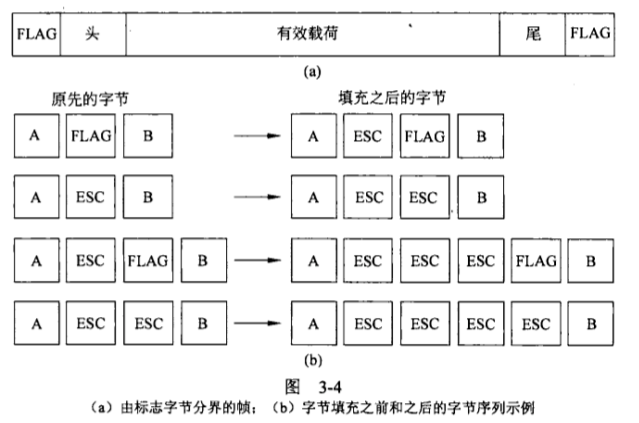 FLAG 头 有效载荷 尾 FLAG
(a)
原先的字节 填充之后的字节
A FLAG B A ESC FLAG B
A ESC B A ESC ESC B
A ESC FLAG B A ESC ESC ESC FLAG B
A ESC ESC B A ESC ESC ESC ESC B
(b)
图 3-4
(a) 由标志字节分界的帧；(b) 字节填充之前和之后的字节序列示例